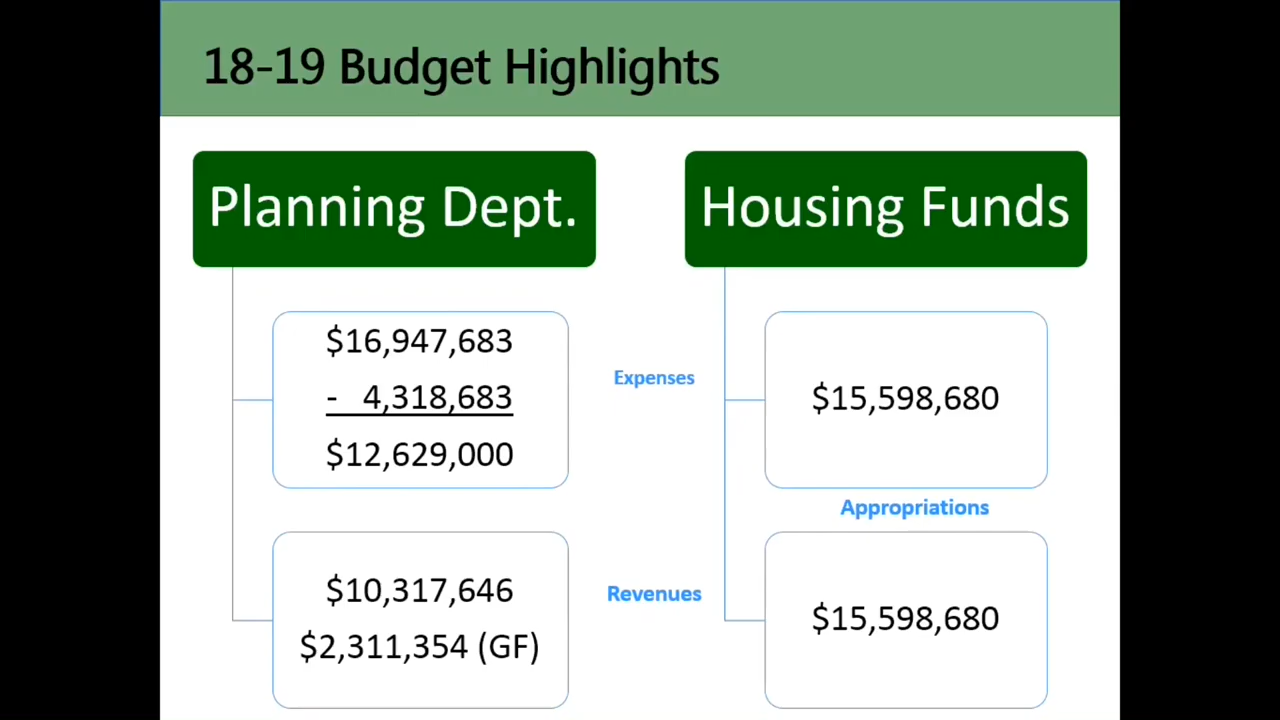 18-19 Budget Highlights
Planning Dept.
Housing Funds
$16,947,683
- 4,318,683
$12,629,000
Expenses
$15,598,680
Appropriations
$10,317,646
$2,311,354 (GF)
Revenues
$15,598,680